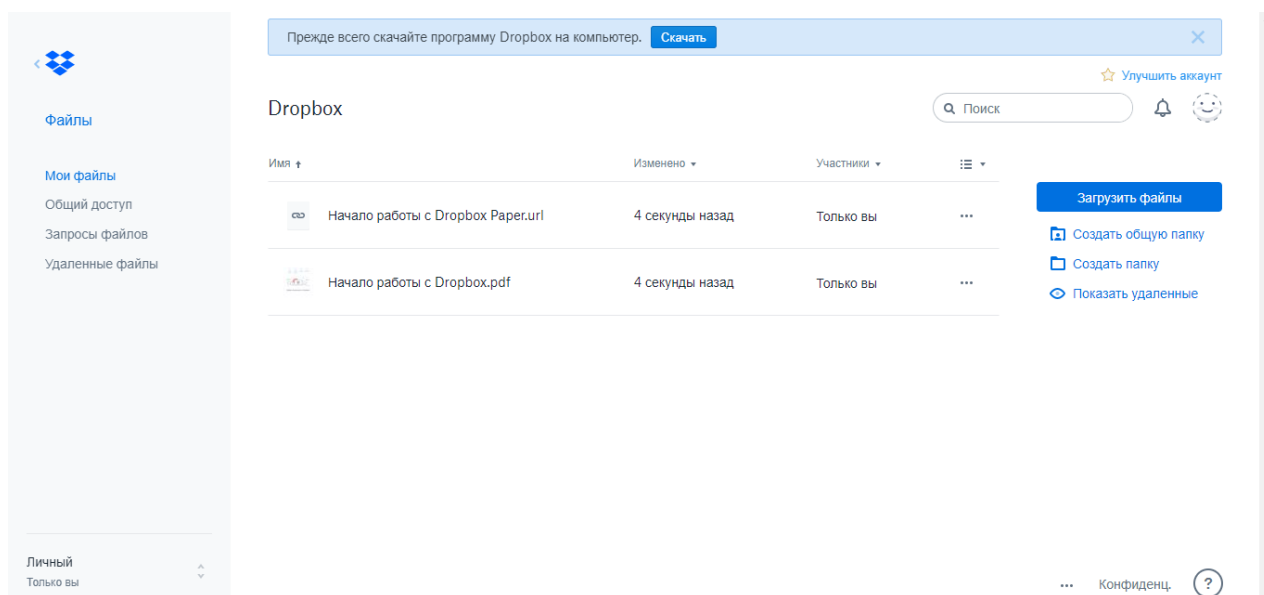 Прежде всего скачайте программу Dropbox на компьютер. Скачать
Улучшить аккаунт
Dropbox
Поиск
Файлы
Мои файлы
Общий доступ
Запросы файлов
Удаленные файлы
Имя Изменено Участники
Начало работы с Dropbox Paper.url 4 секунды назад Только вы
Начало работы с Dropbox.pdf 4 секунды назад Только вы
Загрузить файлы
Создать общую папку
Создать папку
Показать удаленные
Личный
Только вы
Конфиденц. ?